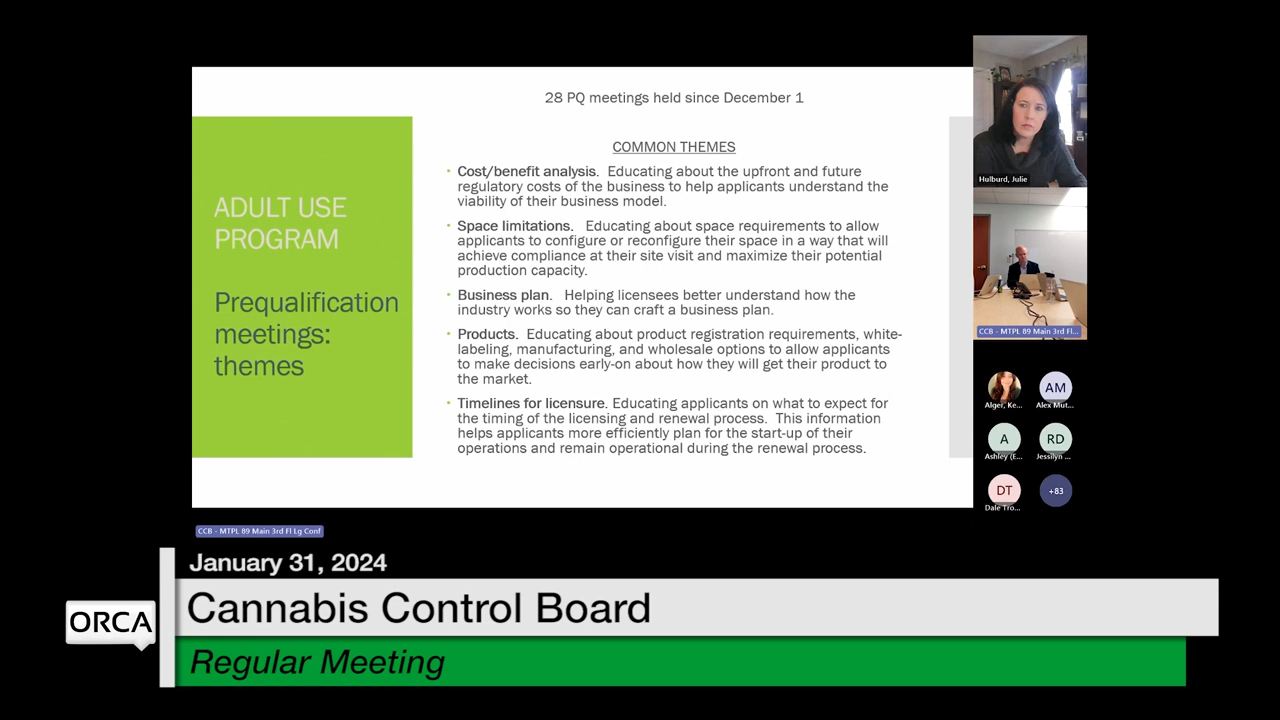 28 PQ meetings held since December 1
ADULT USE
PROGRAM
Prequalification
meetings:
themes
COMMON THEMES
• Cost/benefit analysis. Educating about the upfront and future
regulatory costs of the business to help applicants understand the
viability of their business model.
• Space limitations. Educating about space requirements to allow
applicants to configure or reconfigure their space in a way that will
achieve compliance at their site visit and maximize their potential
production capacity.
• Business plan. Helping licensees better understand how the
industry works so they can craft a business plan.
• Products. Educating about product registration requirements, white-
labeling, manufacturing, and wholesale options to allow applicants
to make decisions early-on about how they will get their product to
the market.
• Timelines for licensure. Educating applicants on what to expect for
the timing of the licensing and renewal process. This information
helps applicants more efficiently plan for the start-up of their
operations and remain operational during the renewal process.
Hulburd, Julie
CCB - MTPL 89 Main 3rd Fl...
Alger, Ke...
AM
Alex Mut...
A
Ashley (E...
RD
Jessilyn ...
DT
Dale Tro...
+83
CCB - MTPL 89 Main 3rd Fl Lg Conf
January 31, 2024
ORCA
Cannabis Control Board
Regular Meeting